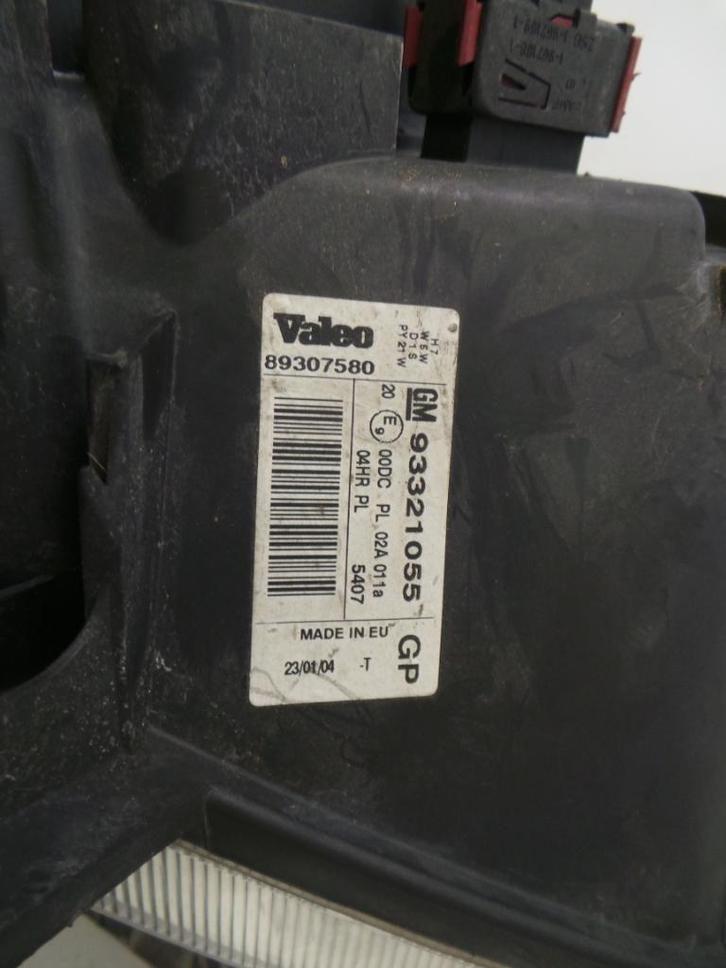 Valeo
89307580
H7
W5W
D1S
PY21W
GM 93321055 GP
20 E9 00DC PL 02A 011a
04HR PL 5407
MADE IN EU
23/01/04 -T